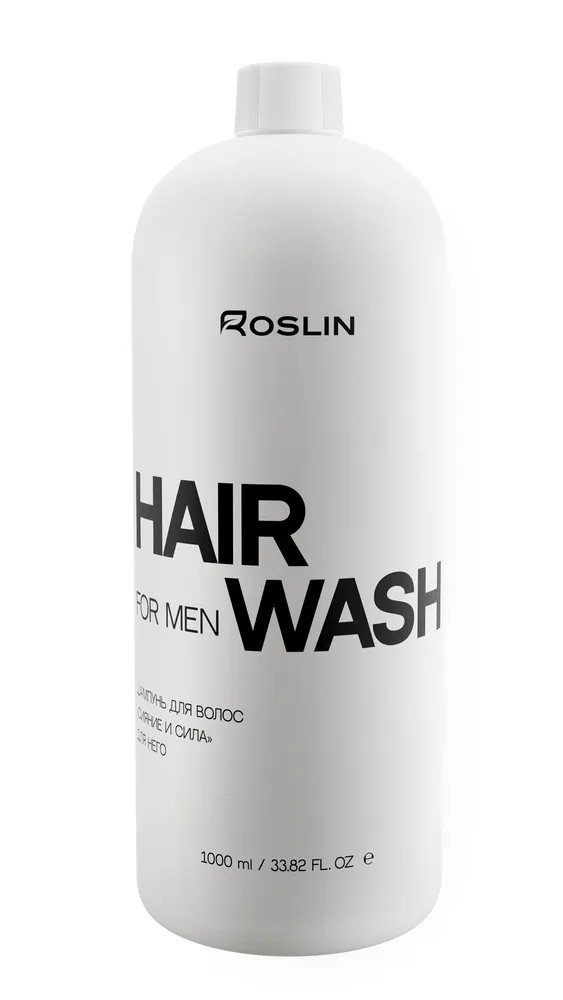 ROSLIN
HAIR
FOR MEN WASH
ШАМПУНЬ ДЛЯ ВОЛОС
«СИЯНИЕ И СИЛА»
ДЛЯ НЕГО
1000 ml / 33.82 FL. OZ ℮